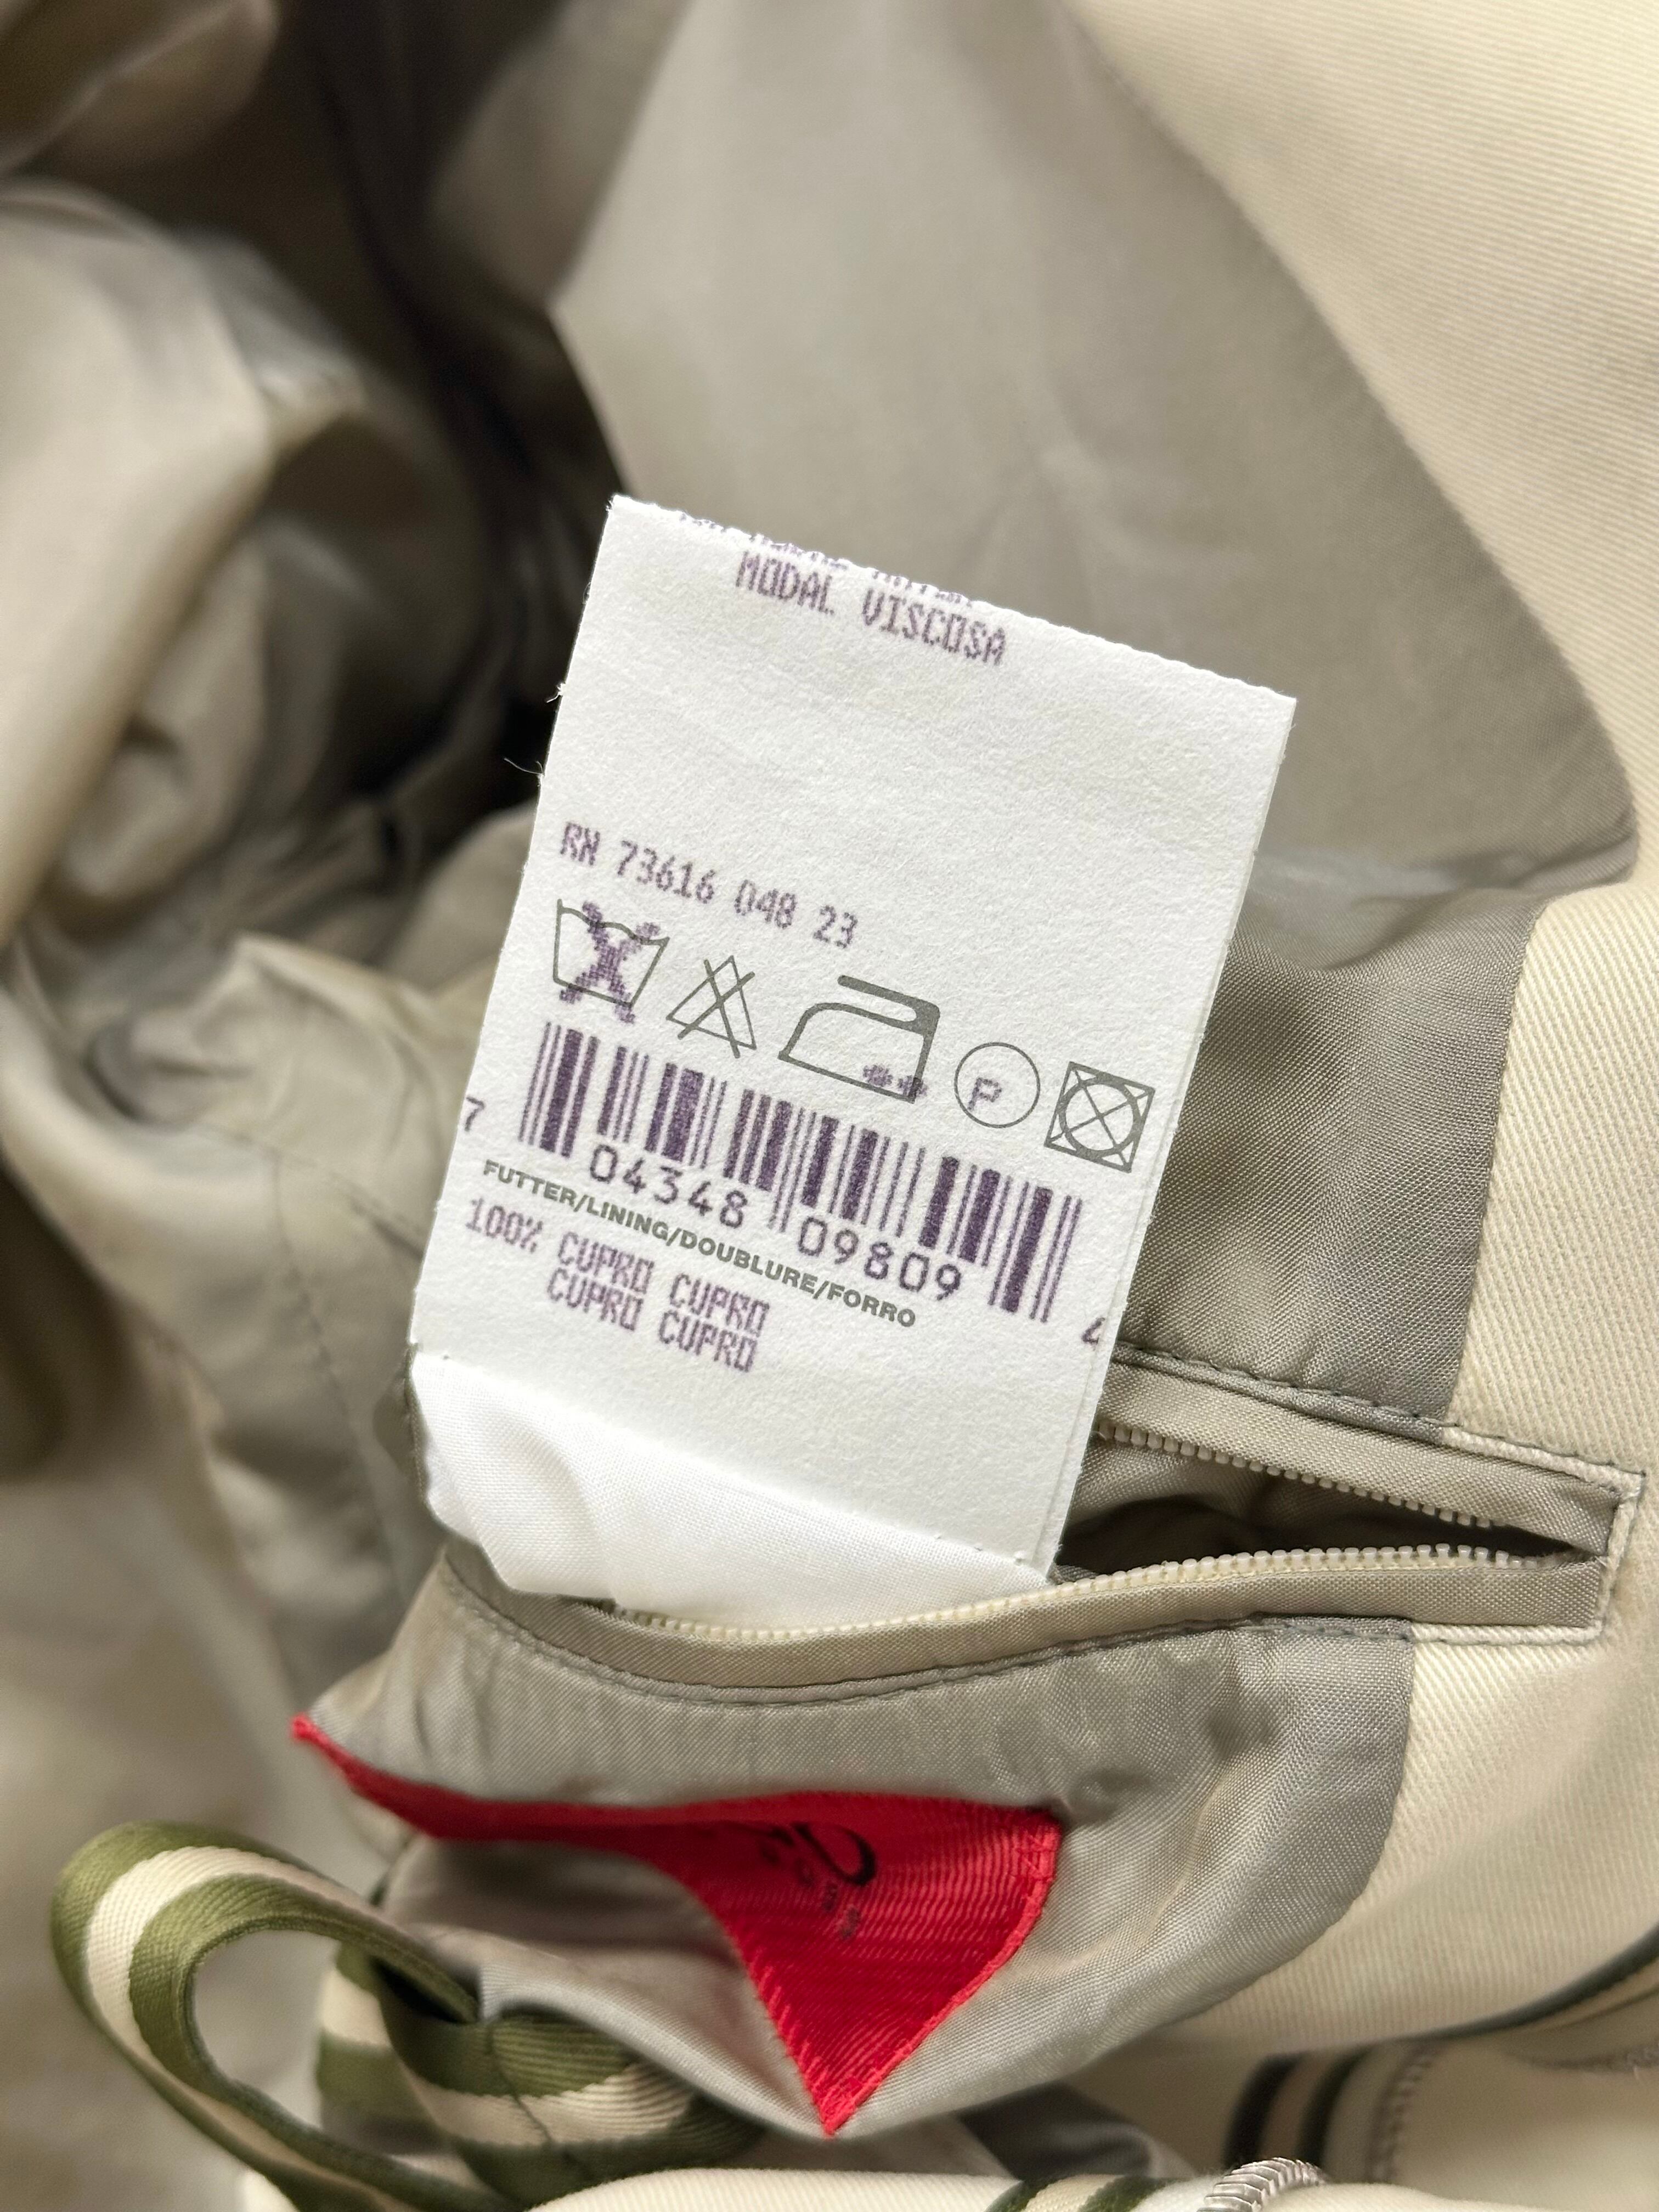 MODAL VISCOSA
RN 73616 048 23
P
7 04348 09809 4
FUTTER/LINING/DOUBLURE/FORRO
100% CUPRO CUPRO
CUPRO CUPRO